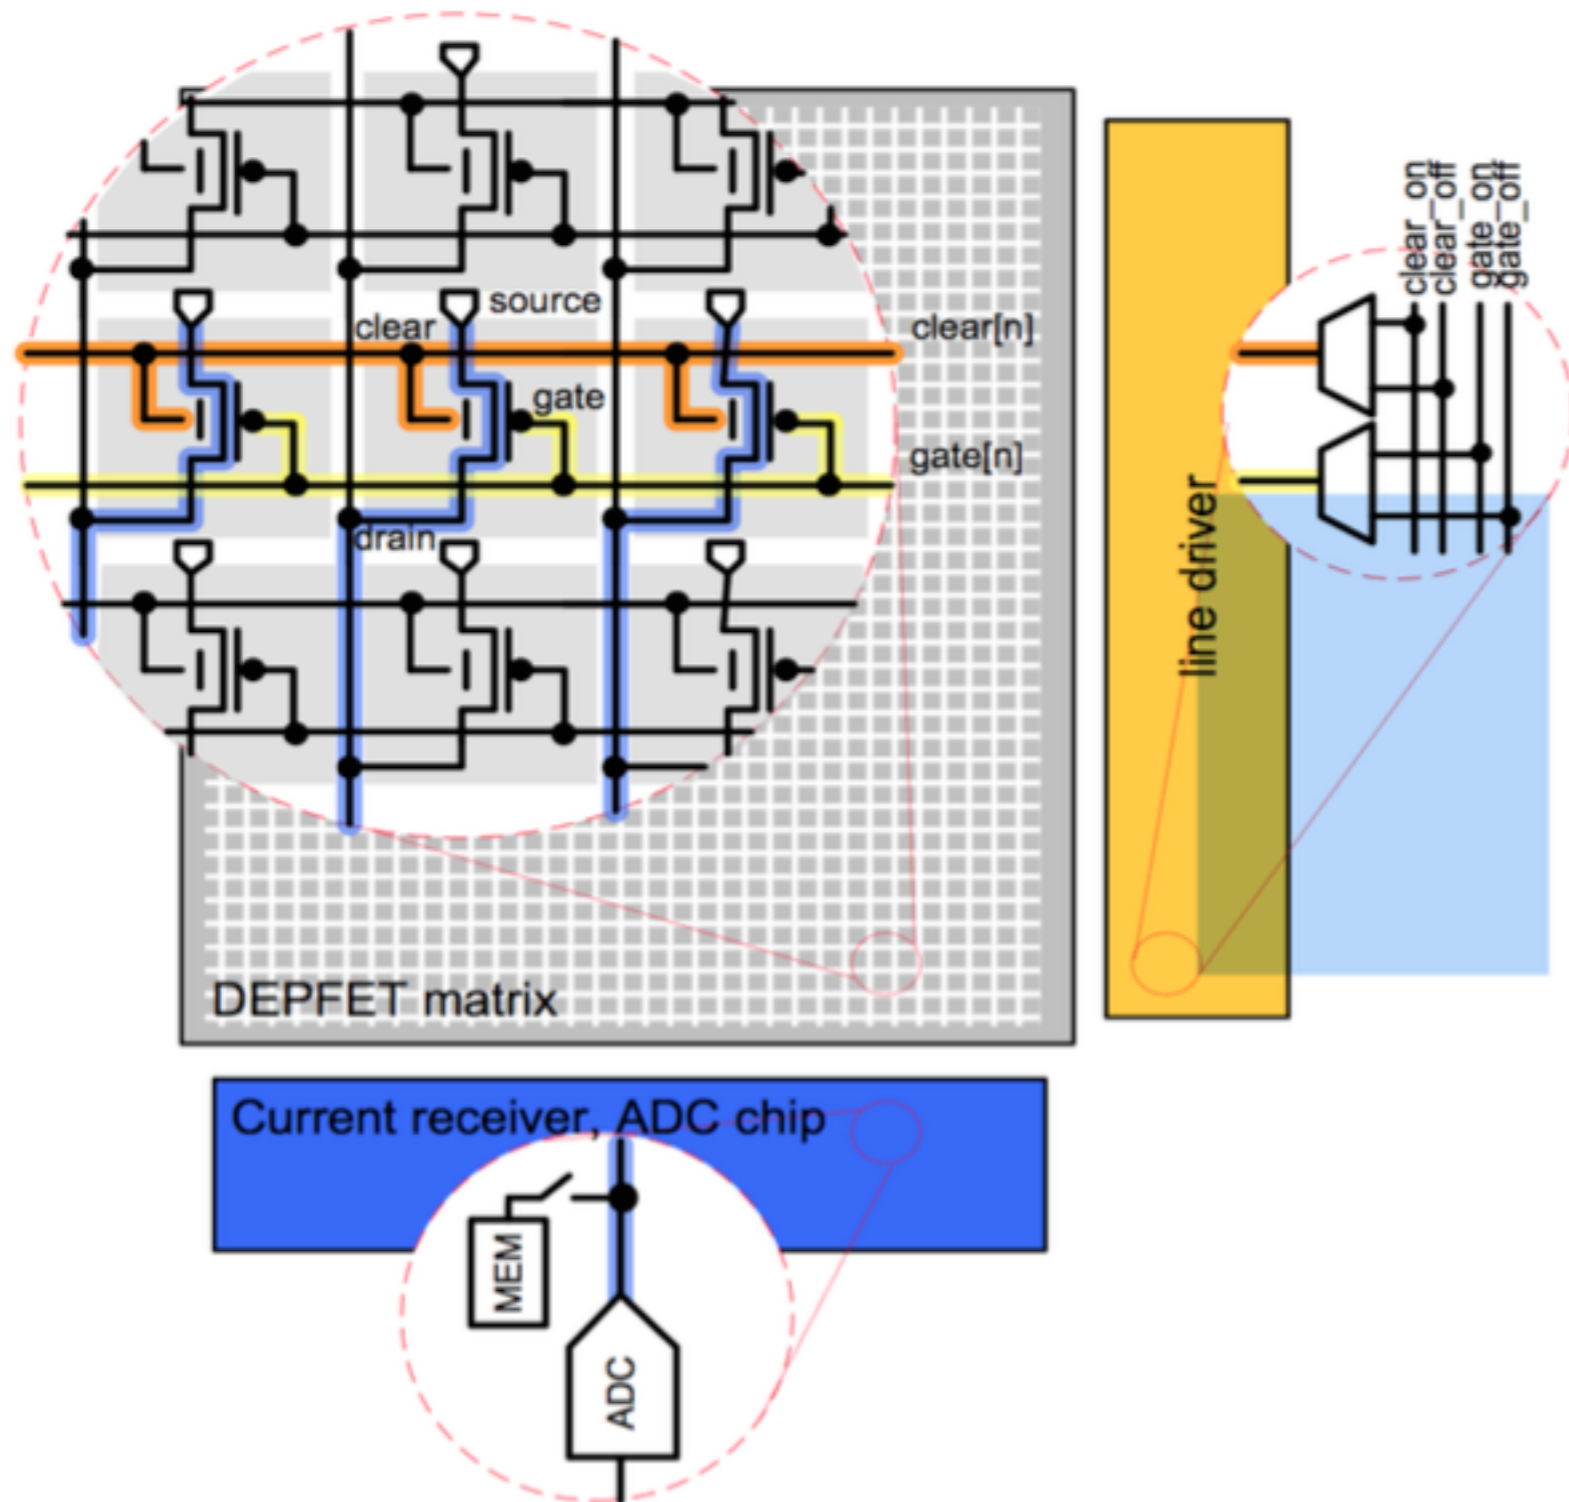 source
clear
clear[n]
gate
gate[n]
drain
DEPFET matrix
line driver
clear_on
clear_off
gate_on
gate_off
Current receiver, ADC chip
MEM
ADC